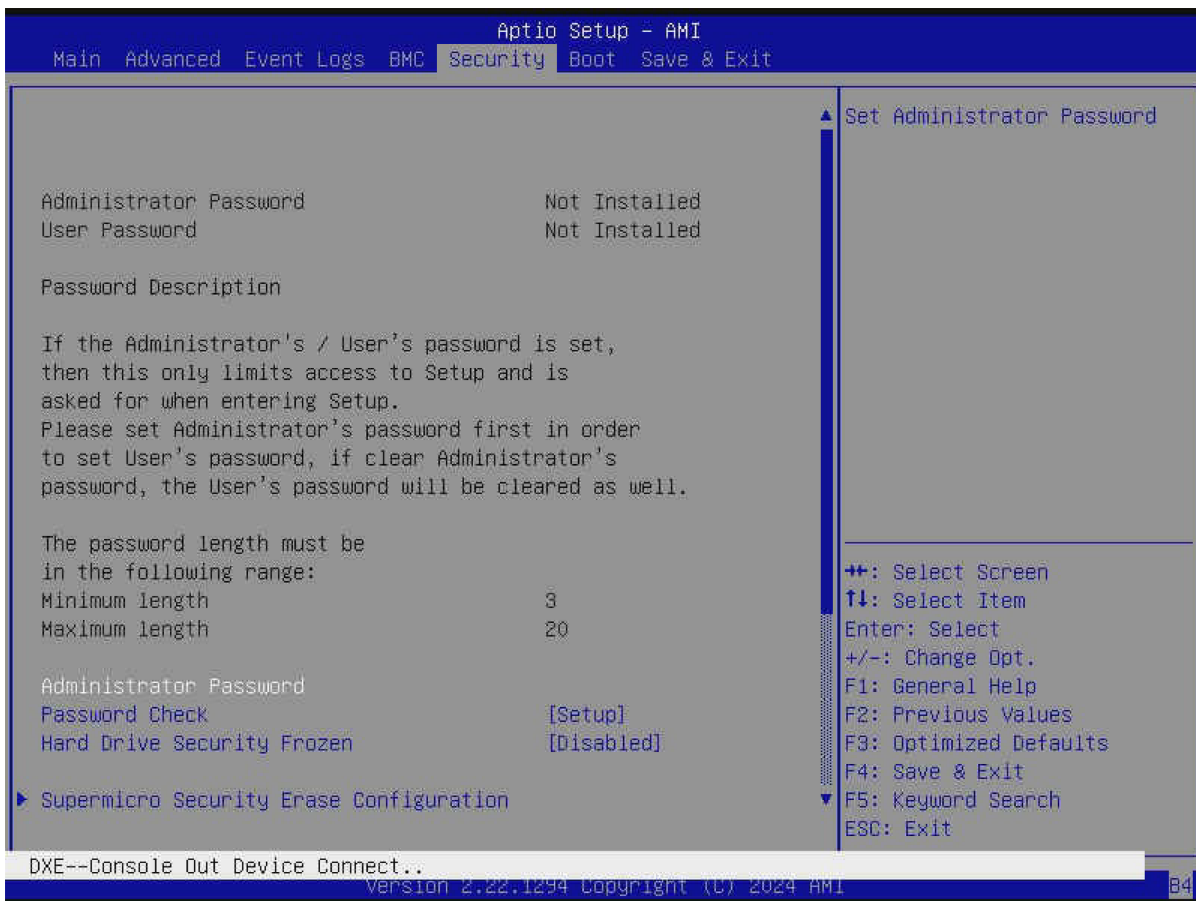 Aptio Setup - AMI
Main Advanced Event Logs BMC Security Boot Save & Exit
Set Administrator Password
Administrator Password Not Installed
User Password Not Installed
Password Description
If the Administrator's / User's password is set,
then this only limits access to Setup and is
asked for when entering Setup.
Please set Administrator's password first in order
to set User's password, if clear Administrator's
password, the User's password will be cleared as well.
The password length must be
in the following range:
Minimum length 3
Maximum length 20
Administrator Password
Password Check [Setup]
Hard Drive Security Frozen [Disabled]
Supermicro Security Erase Configuration
→←: Select Screen
↑↓: Select Item
Enter: Select
+/-: Change Opt.
F1: General Help
F2: Previous Values
F3: Optimized Defaults
F4: Save & Exit
F5: Keyword Search
ESC: Exit
DXE--Console Out Device Connect..
Version 2.22.1294 Copyright (C) 2024 AMI
B4